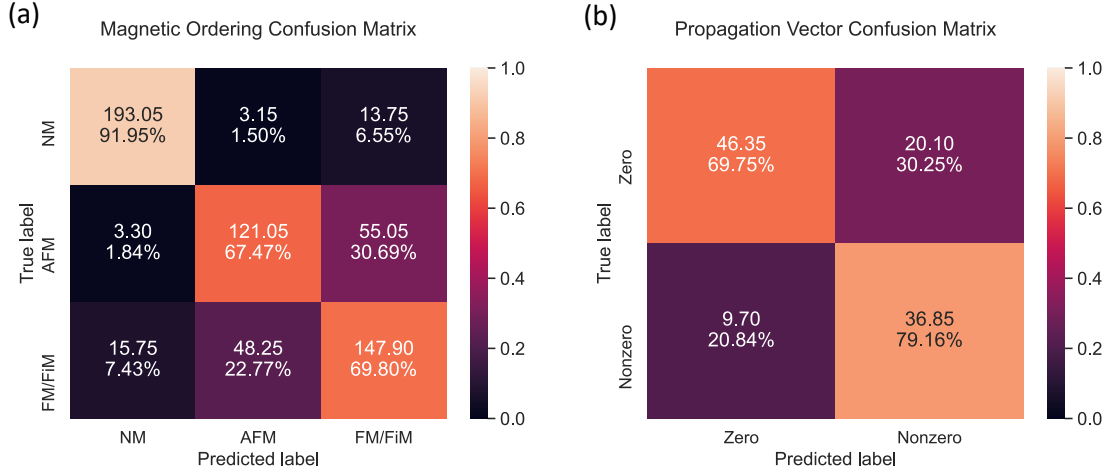 (a)
Magnetic Ordering Confusion Matrix
True label
NM
AFM
FM/FiM
193.05
91.95%
3.15
1.50%
13.75
6.55%
3.30
1.84%
121.05
67.47%
55.05
30.69%
15.75
7.43%
48.25
22.77%
147.90
69.80%
NM
AFM
FM/FiM
Predicted label
1.0
0.8
0.6
0.4
0.2
0.0
(b)
Propagation Vector Confusion Matrix
True label
Zero
Nonzero
46.35
69.75%
20.10
30.25%
9.70
20.84%
36.85
79.16%
Zero
Nonzero
Predicted label
1.0
0.8
0.6
0.4
0.2
0.0